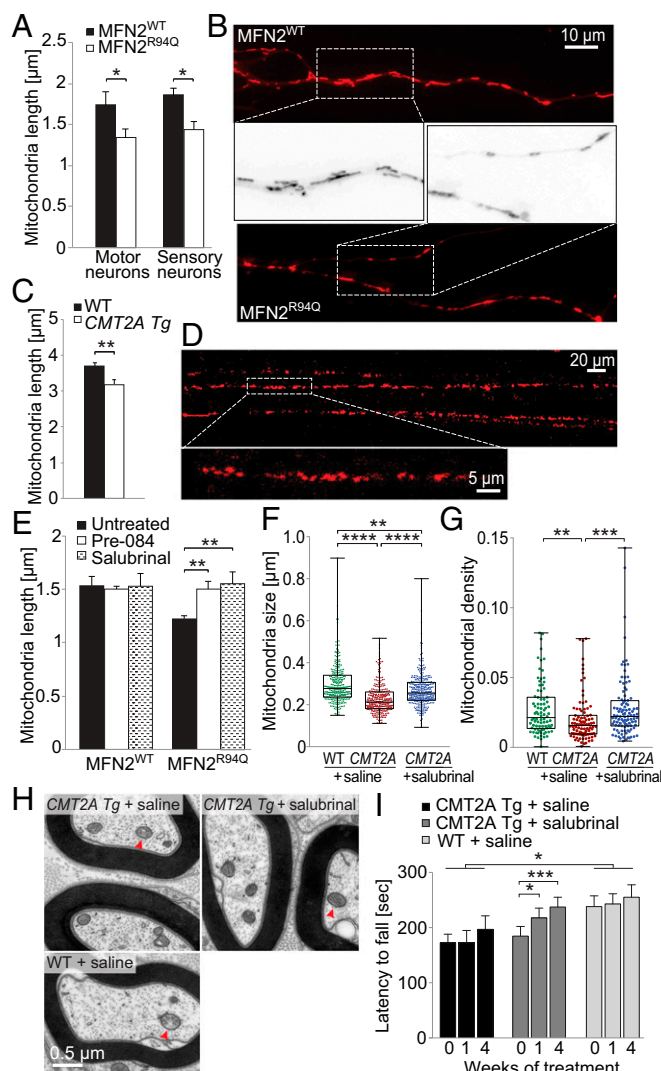 A
MFN2WT
MFN2R94Q
Mitochondria length [µm]
2.5
2
1.5
1
0.5
0
*
*
Motor neurons
Sensory neurons
B
MFN2WT
10 µm
MFN2R94Q
C
WT
CMT2A Tg
Mitochondria length [µm]
5
4
3
2
1
0
**
D
20 µm
5 µm
E
Untreated
Pre-084
Salubrinal
Mitochondria length [µm]
2
1.5
1
0.5
0
**
**
MFN2WT
MFN2R94Q
F
Mitochondria size [µm]
1.0
0.8
0.6
0.4
0.2
0
**
****
****
WT
CMT2A
CMT2A
+saline
+salubrinal
G
Mitochondrial density
0.15
0.10
0.05
0
**
***
WT
CMT2A
CMT2A
+saline
+salubrinal
H
CMT2A Tg + saline
CMT2A Tg + salubrinal
WT + saline
0.5 µm
I
CMT2A Tg + saline
CMT2A Tg + salubrinal
WT + saline
Latency to fall [sec]
300
200
100
0
*
***
*
0 1 4
0 1 4
0 1 4
Weeks of treatment